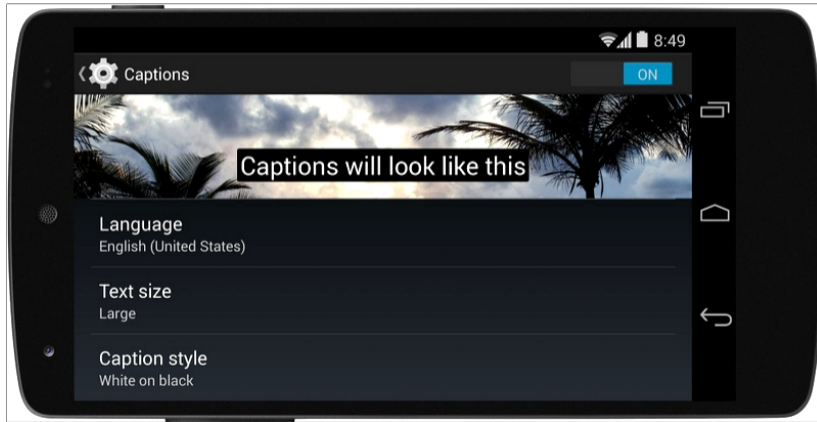 8:49
Captions
ON
Captions will look like this
Language
English (United States)
Text size
Large
Caption style
White on black